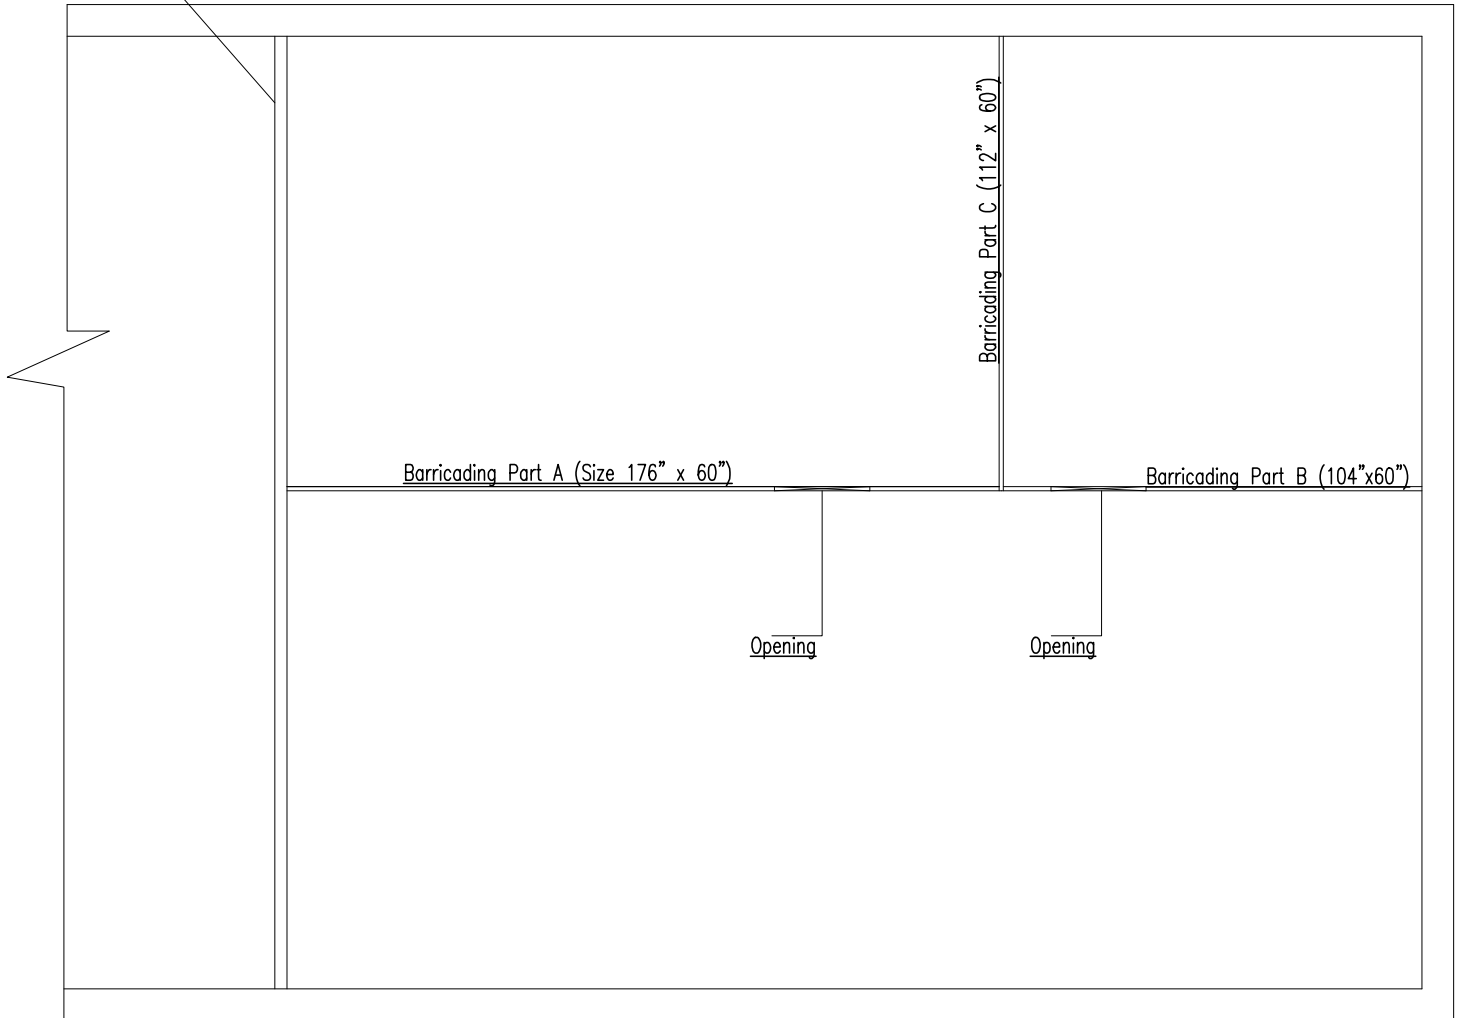 Barricading Part C (112” x 60”)
Barricading Part A (Size 176” x 60”)
Barricading Part B (104”x60”)
Opening
Opening